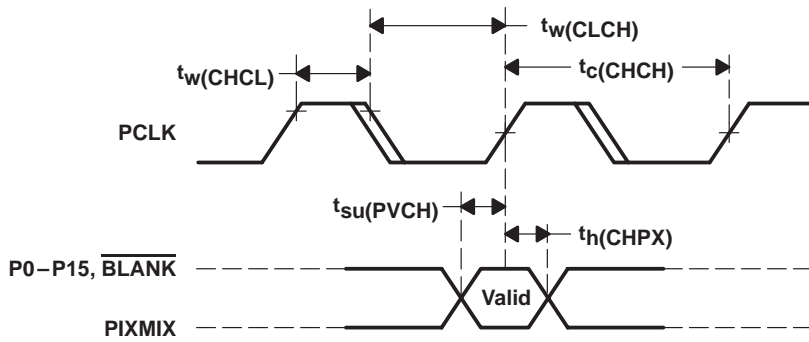 tw(CLCH)
tw(CHCL)
tc(CHCH)
PCLK
tsu(PVCH)
th(CHPX)
P0–P15, BLANK
Valid
PIXMIX